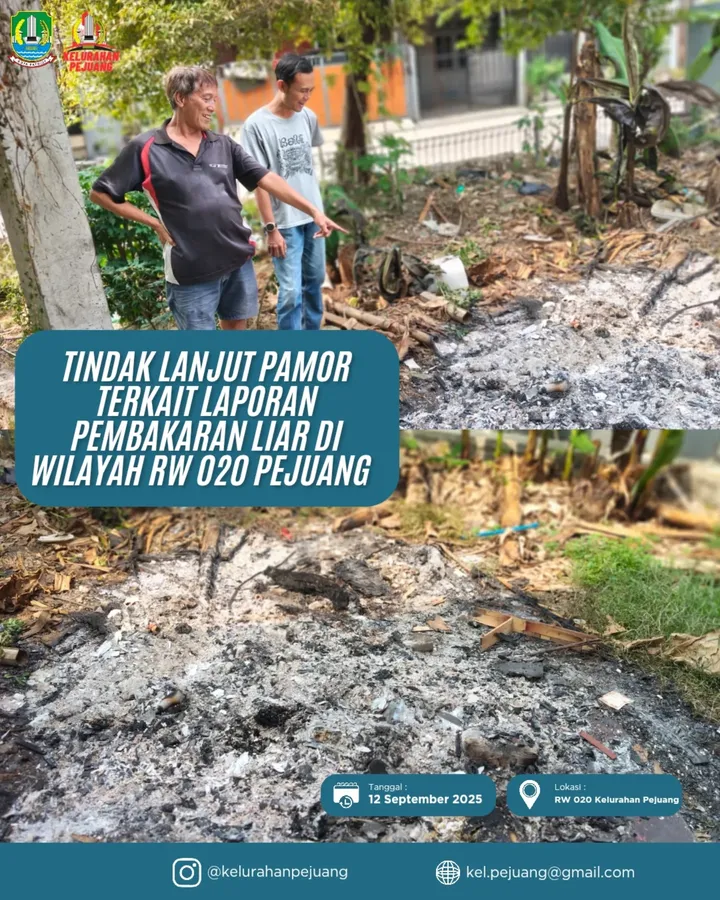 KELURAHAN
PEJUANG
TINDAK LANJUT PAMOR
TERKAIT LAPORAN
PEMBAKARAN LIAR DI
WILAYAH RW 020 PEJUANG
Tanggal :
12 September 2025
Lokasi :
RW 020 Kelurahan Pejuang
@kelurahanpejuang
kel.pejuang@gmail.com